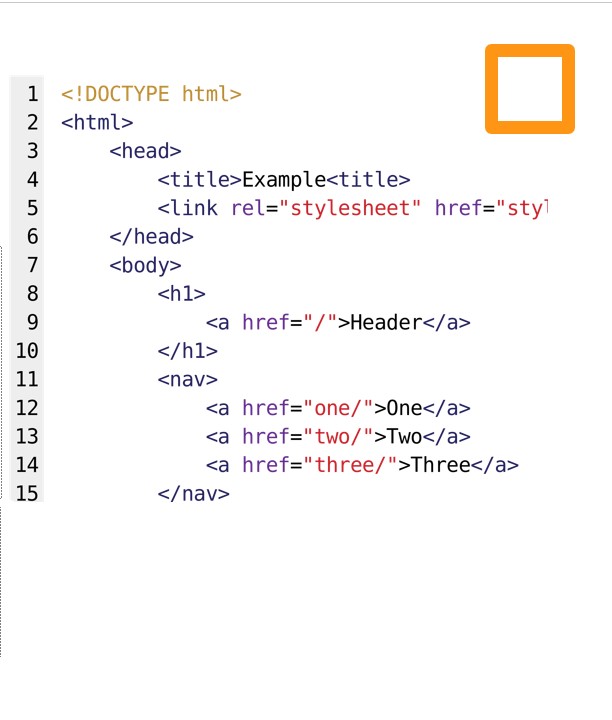 1 <!DOCTYPE html>
2 <html>
3     <head>
4         <title>Example<title>
5         <link rel="stylesheet" href="styl
6     </head>
7     <body>
8         <h1>
9             <a href="/">Header</a>
10         </h1>
11         <nav>
12             <a href="one/">One</a>
13             <a href="two/">Two</a>
14             <a href="three/">Three</a>
15         </nav>